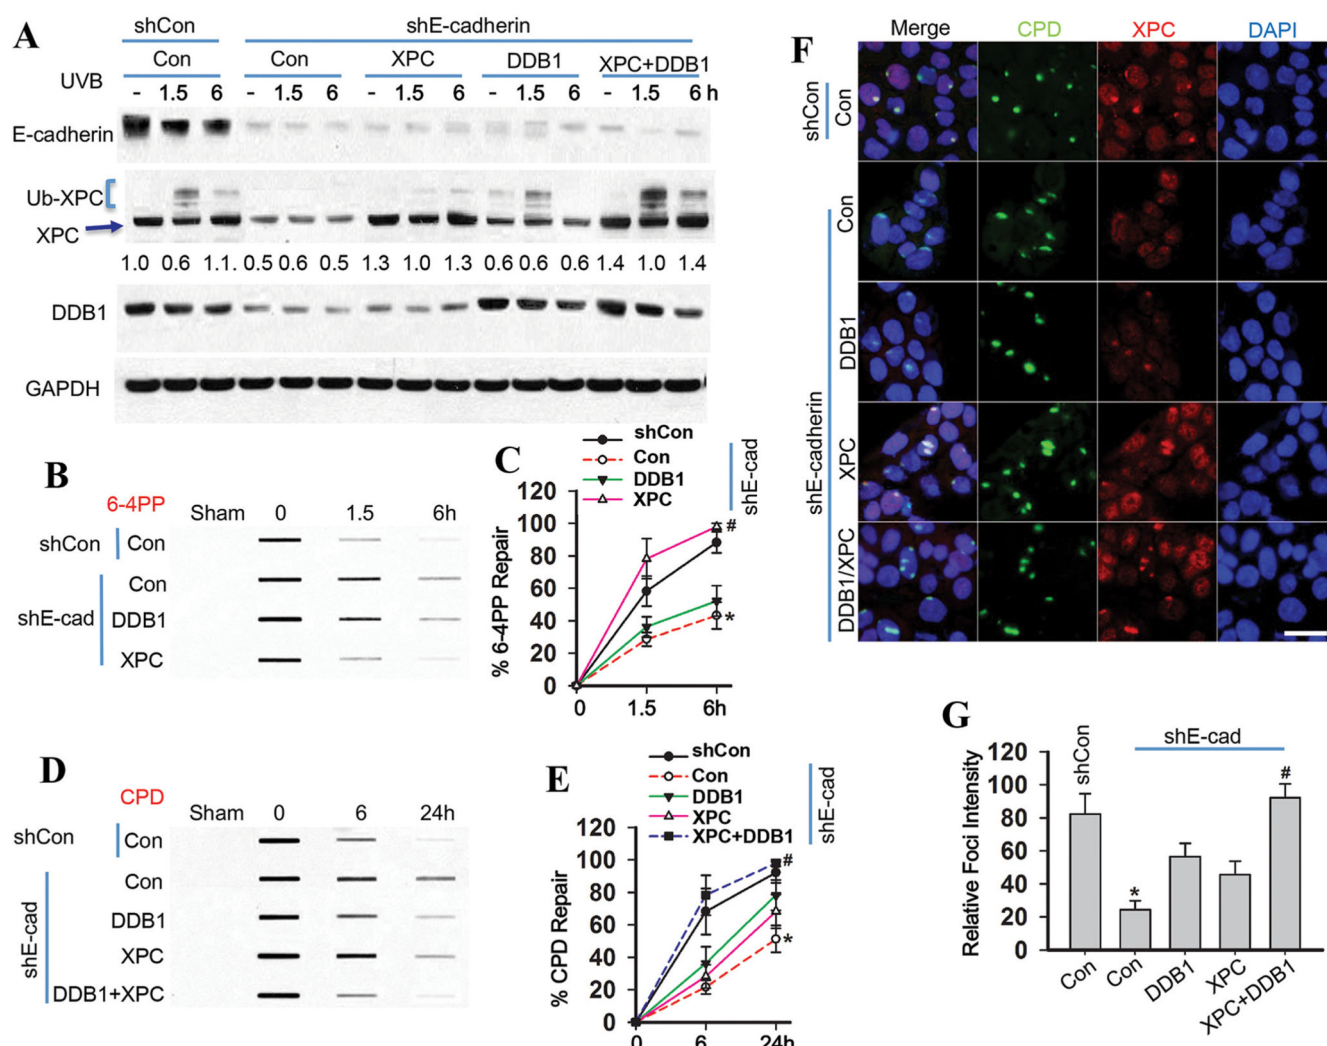 A
shCon shE-cadherin
Con Con XPC DDB1 XPC+DDB1
UVB - 1.5 6 - 1.5 6 - 1.5 6 - 1.5 6 - 1.5 6 h
E-cadherin
Ub-XPC
XPC
1.0 0.6 1.1. 0.5 0.6 0.5 1.3 1.0 1.3 0.6 0.6 0.6 1.4 1.0 1.4
DDB1
GAPDH
B
6-4PP
Sham 0 1.5 6h
shCon Con
shE-cad
Con
DDB1
XPC
C
shCon
Con
DDB1
XPC
shE-cad
% 6-4PP Repair
120
100
80
60
40
20
0
#
*
0 1.5 6h
D
CPD
Sham 0 6 24h
shCon Con
shE-cad
Con
DDB1
XPC
DDB1+XPC
E
shCon
Con
DDB1
XPC
XPC+DDB1
shE-cad
% CPD Repair
120
100
80
60
40
20
0
#
*
0 6 24h
F
Merge CPD XPC DAPI
shCon
Con
shE-cadherin
Con
DDB1
XPC
DDB1/XPC
G
shE-cad
shCon
Relative Foci Intensity
120
100
80
60
40
20
0
*
#
Con Con DDB1 XPC XPC+DDB1